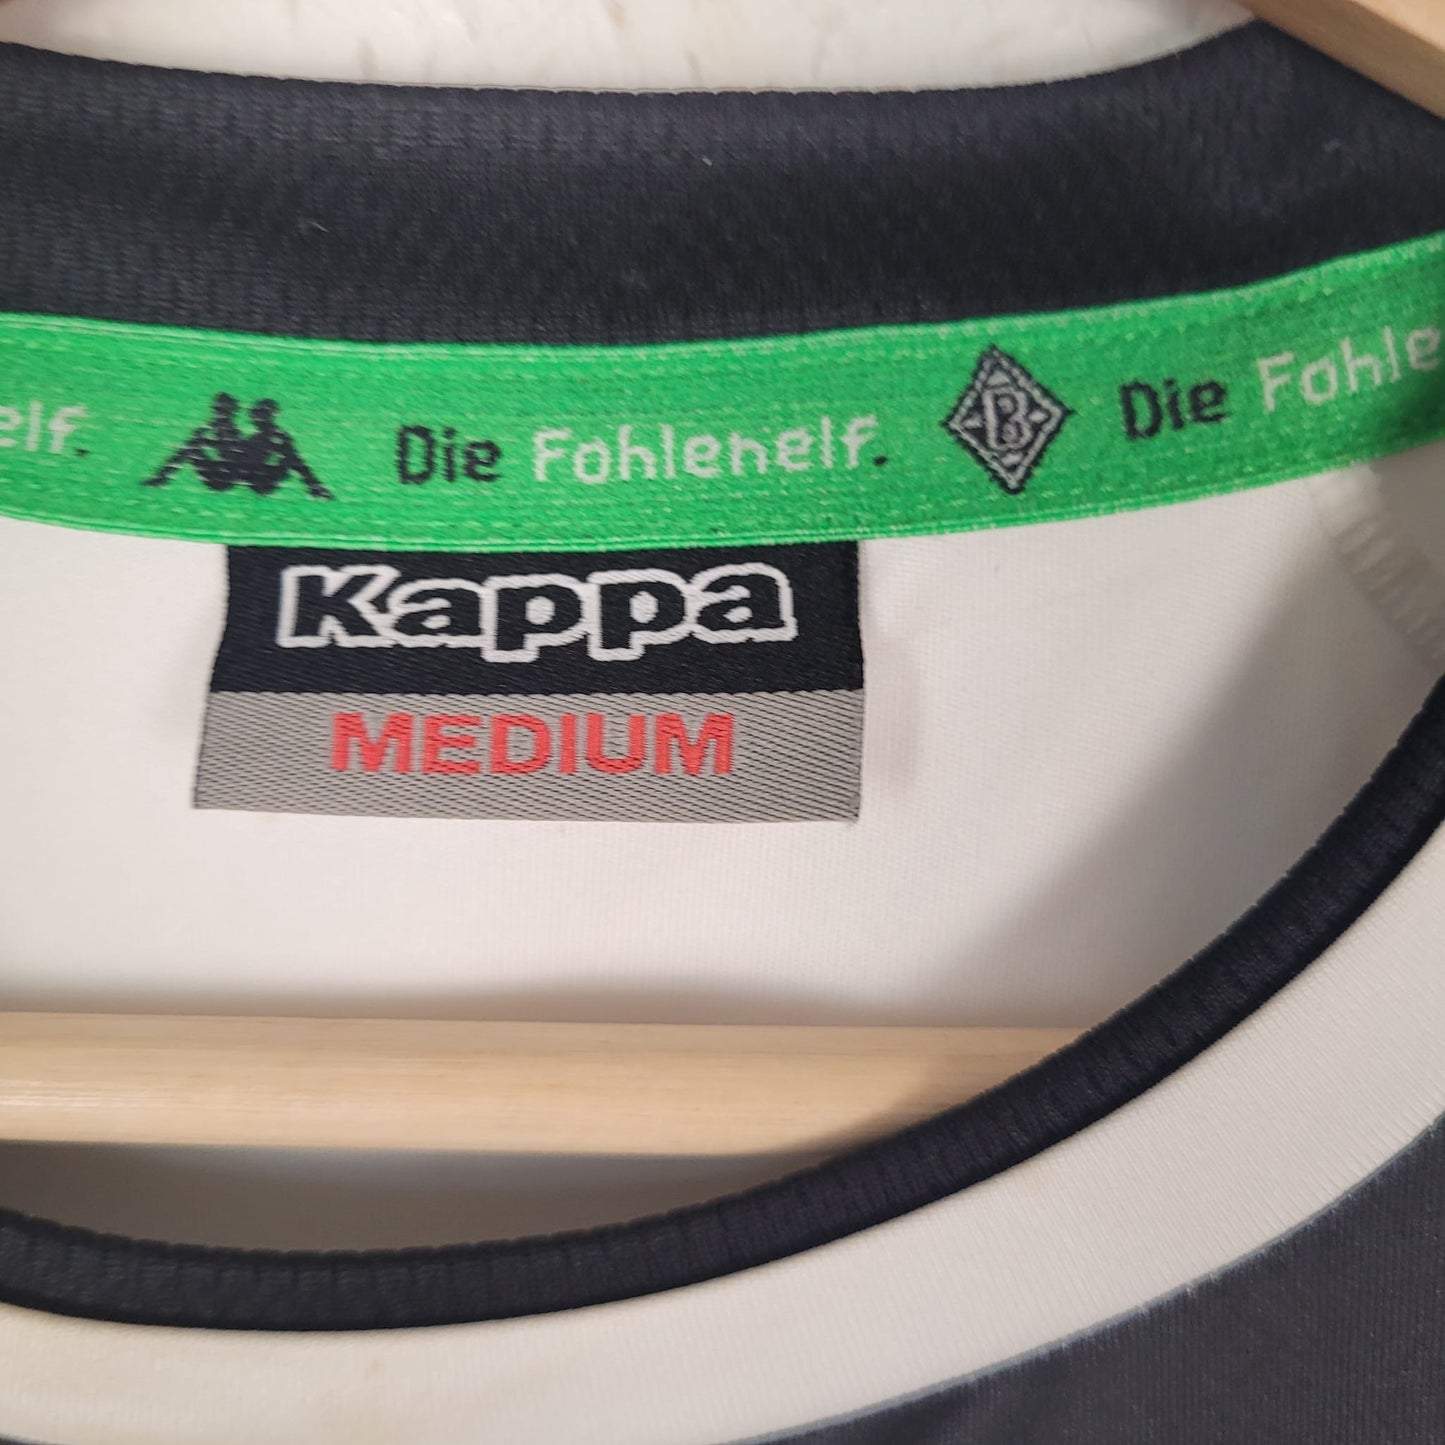 elf. Die Fohlenelf. B Die Fohle
Kappa
MEDIUM